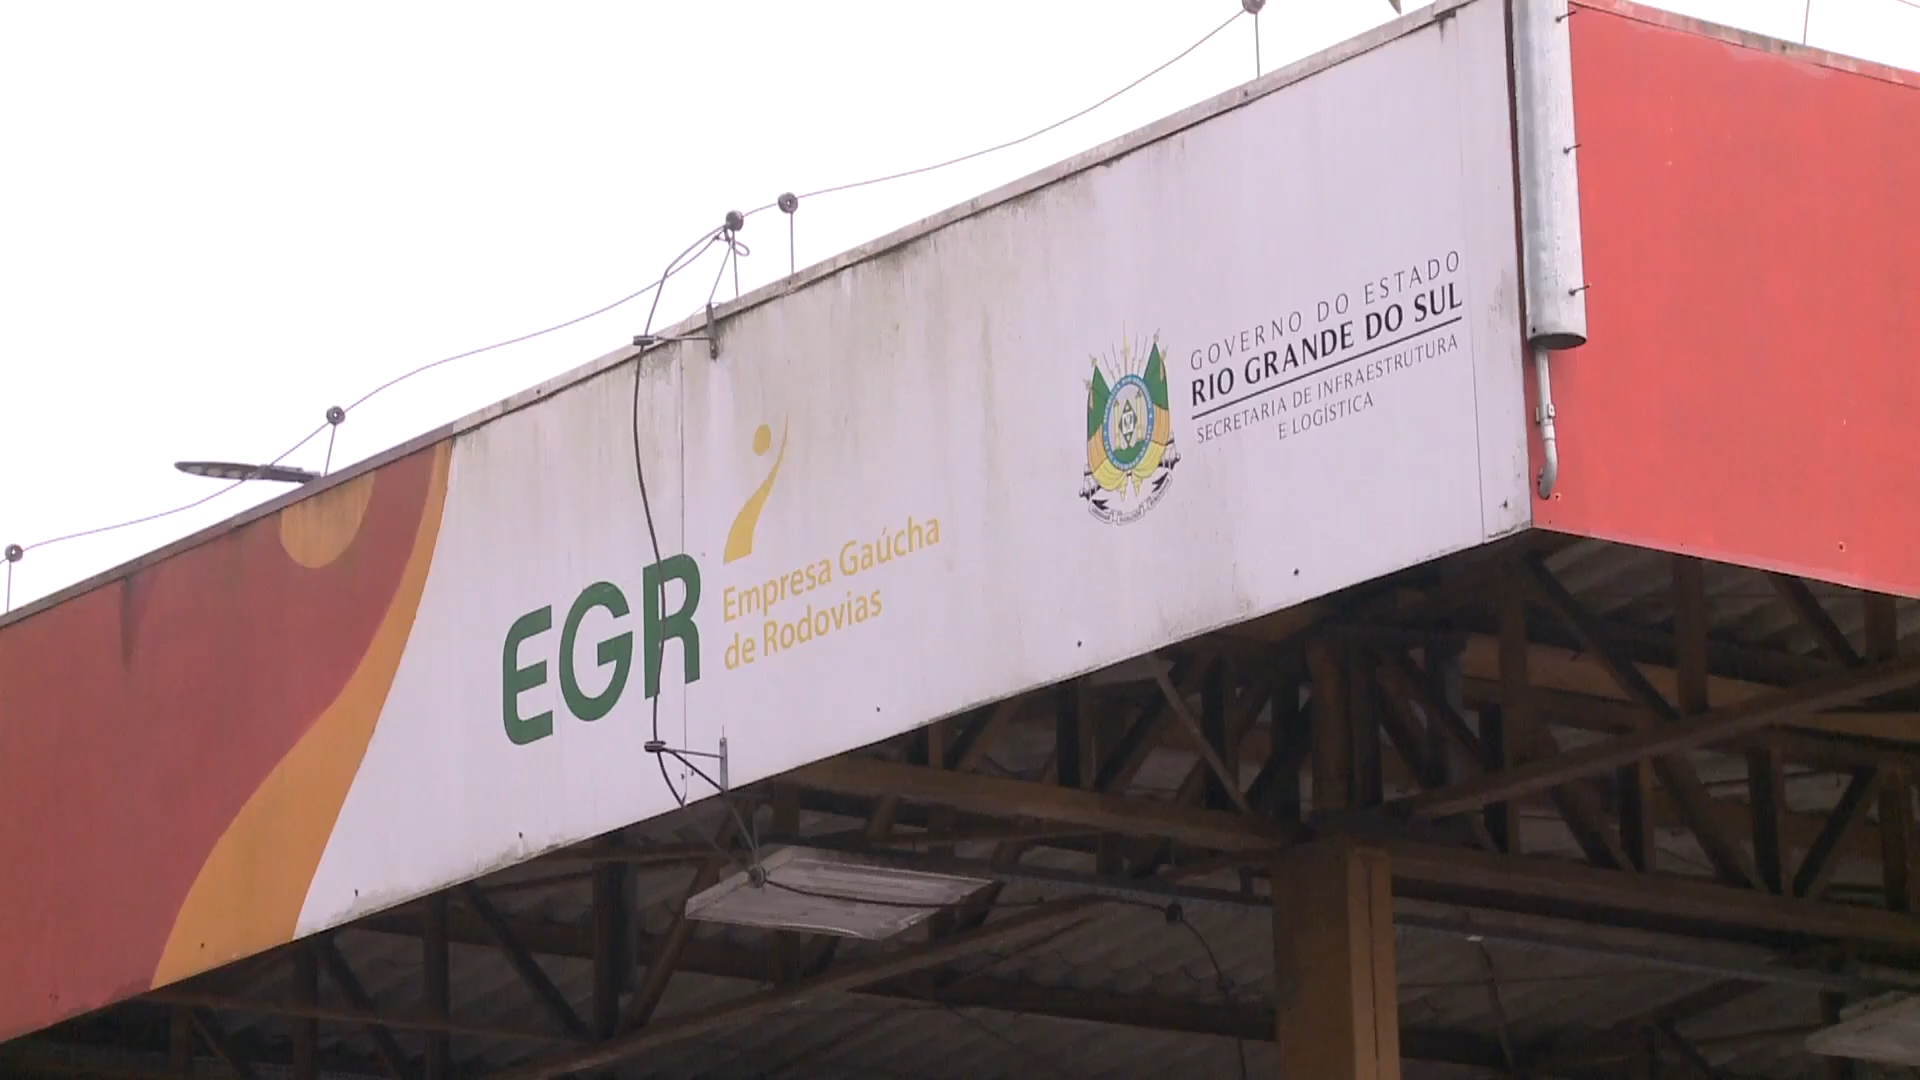 EGR
Empresa Gaúcha
de Rodovias
GOVERNO DO ESTADO
RIO GRANDE DO SUL
SECRETARIA DE INFRAESTRUTURA
E LOGÍSTICA